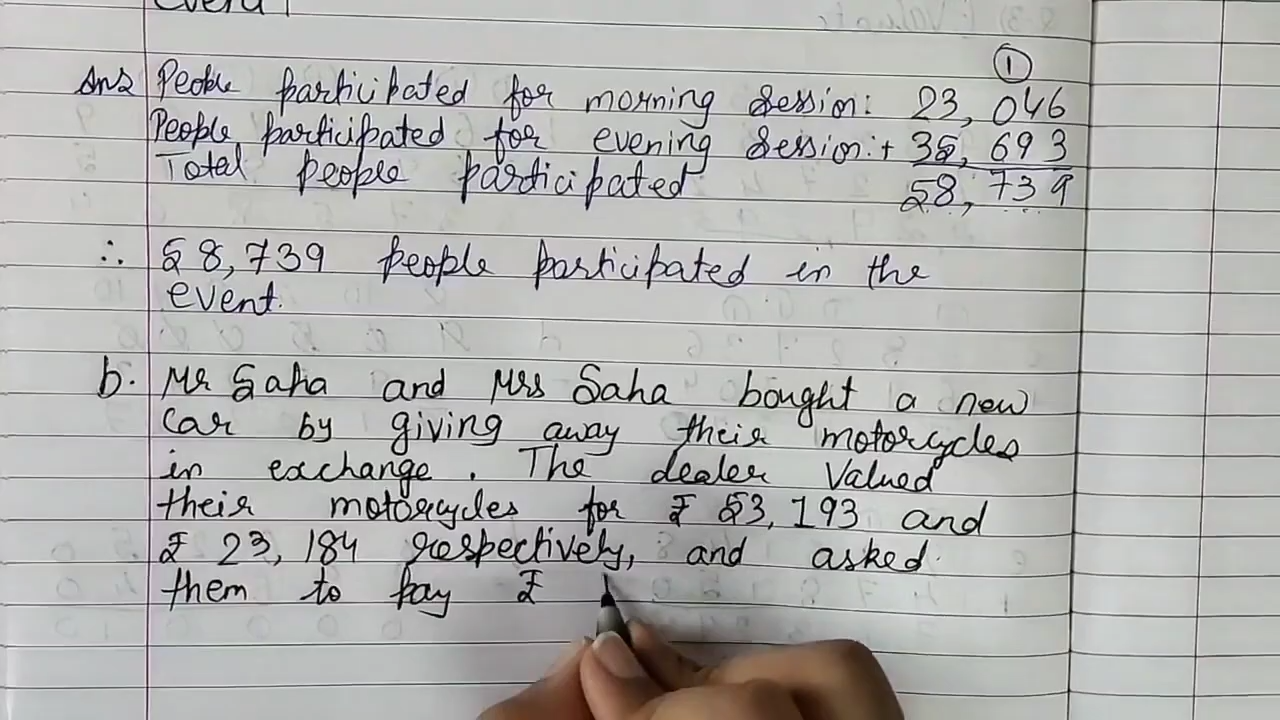 ①
Ans People participated for morning session: 23,046
People participated for evening session: + 35,693
Total people participated 58,739
∴ 58,739 people participated in the
event.
b. Mr Saha and Mrs Saha bought a new
car by giving away their motorcycles
in exchange. The dealer valued
their motorcycles for ₹ 53,193 and
₹ 23,184 respectively, and asked
them to pay ₹